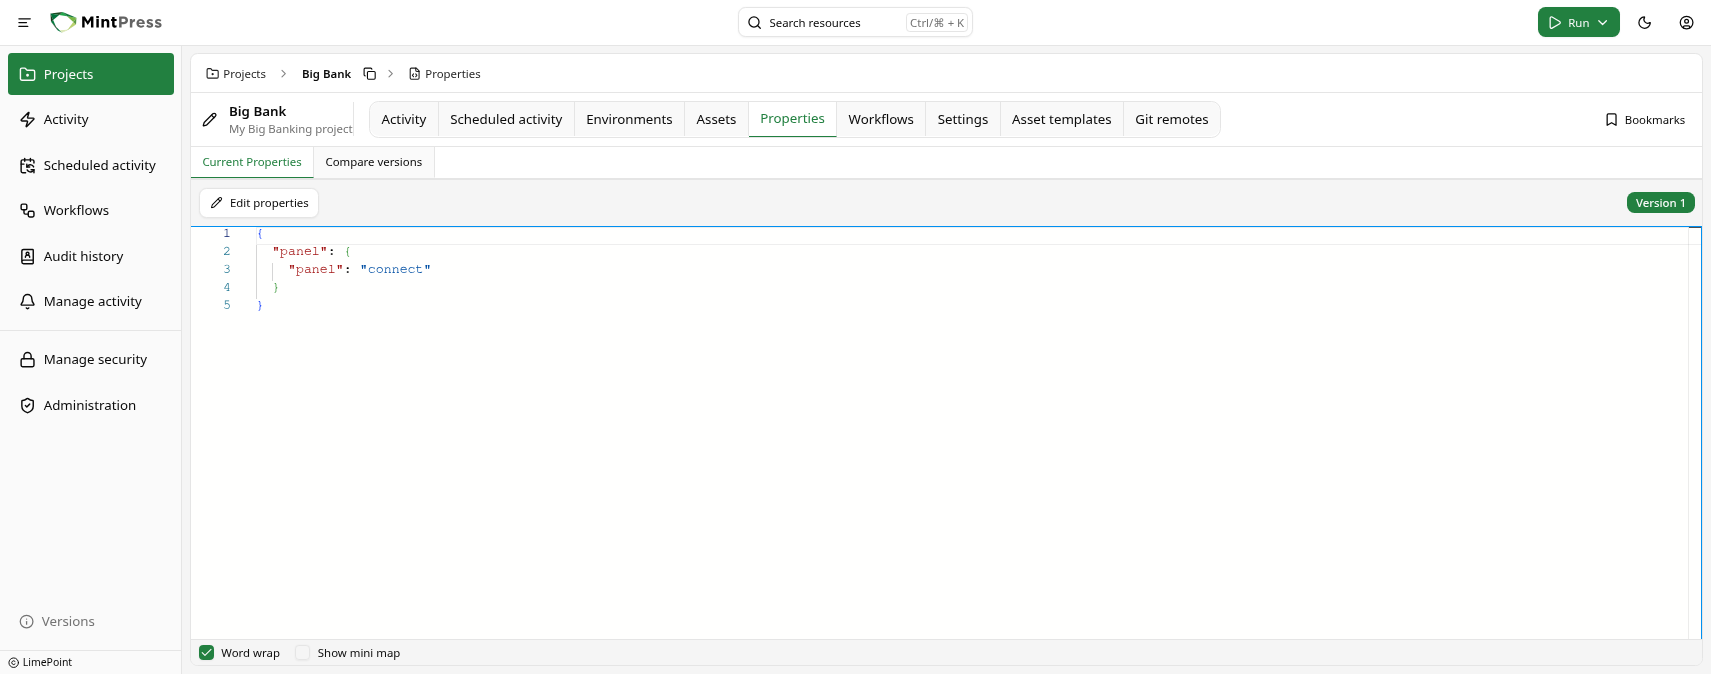 MintPress
Search resources Ctrl/⌘ + K
Run
Projects
Activity
Scheduled activity
Workflows
Audit history
Manage activity
Manage security
Administration
Versions
LimePoint
Projects > Big Bank > Properties
Big Bank
My Big Banking project
Activity Scheduled activity Environments Assets Properties Workflows Settings Asset templates Git remotes
Bookmarks
Current Properties Compare versions
Edit properties
Version 1
1 {
2 "panel": {
3 "panel": "connect"
4 }
5 }
Word wrap Show mini map